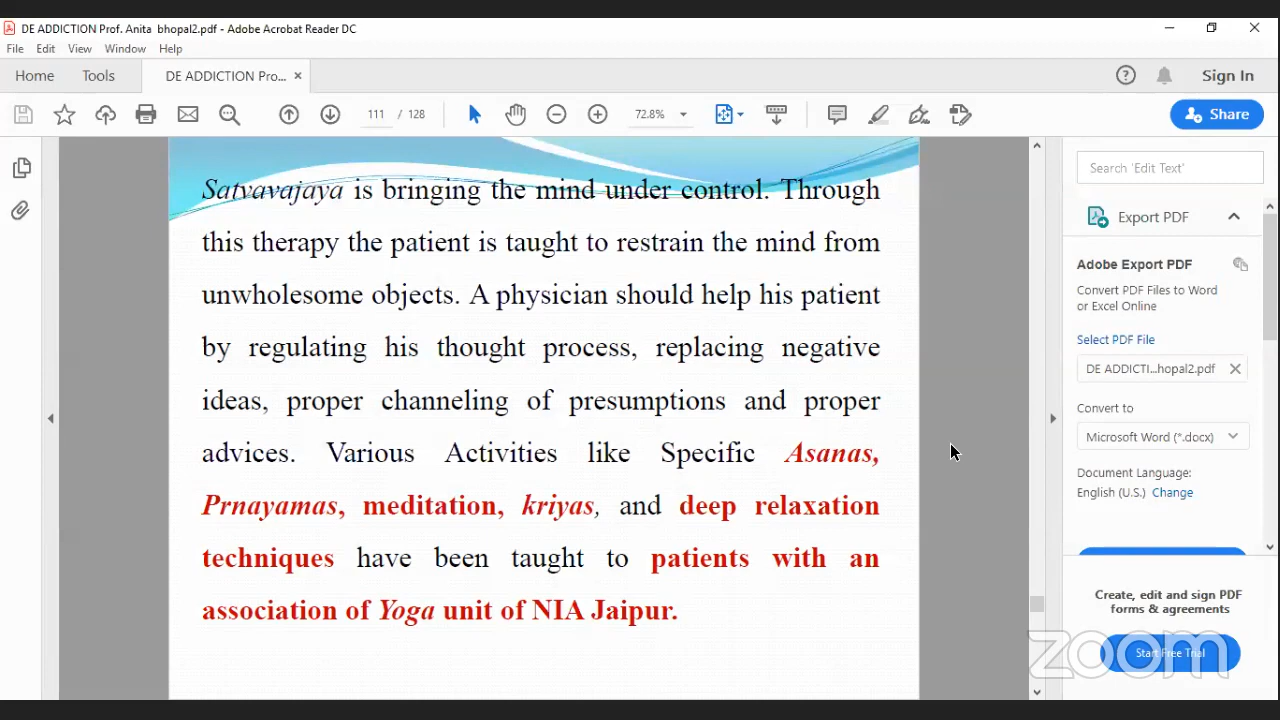 DE ADDICTION Prof. Anita bhopal2.pdf - Adobe Acrobat Reader DC
File Edit View Window Help
Home Tools DE ADDICTION Pro... × Sign In
111 / 128 72.8% Share
Satvavajaya is bringing the mind under control. Through
this therapy the patient is taught to restrain the mind from
unwholesome objects. A physician should help his patient
by regulating his thought process, replacing negative
ideas, proper channeling of presumptions and proper
advices. Various Activities like Specific Asanas,
Prnayamas, meditation, kriyas, and deep relaxation
techniques have been taught to patients with an
association of Yoga unit of NIA Jaipur.
Search 'Edit Text'
Export PDF
Adobe Export PDF
Convert PDF Files to Word
or Excel Online
Select PDF File
DE ADDICTI...hopal2.pdf
Convert to
Microsoft Word (*.docx)
Document Language:
English (U.S.) Change
Create, edit and sign PDF
forms & agreements
Start Free Trial
zoom